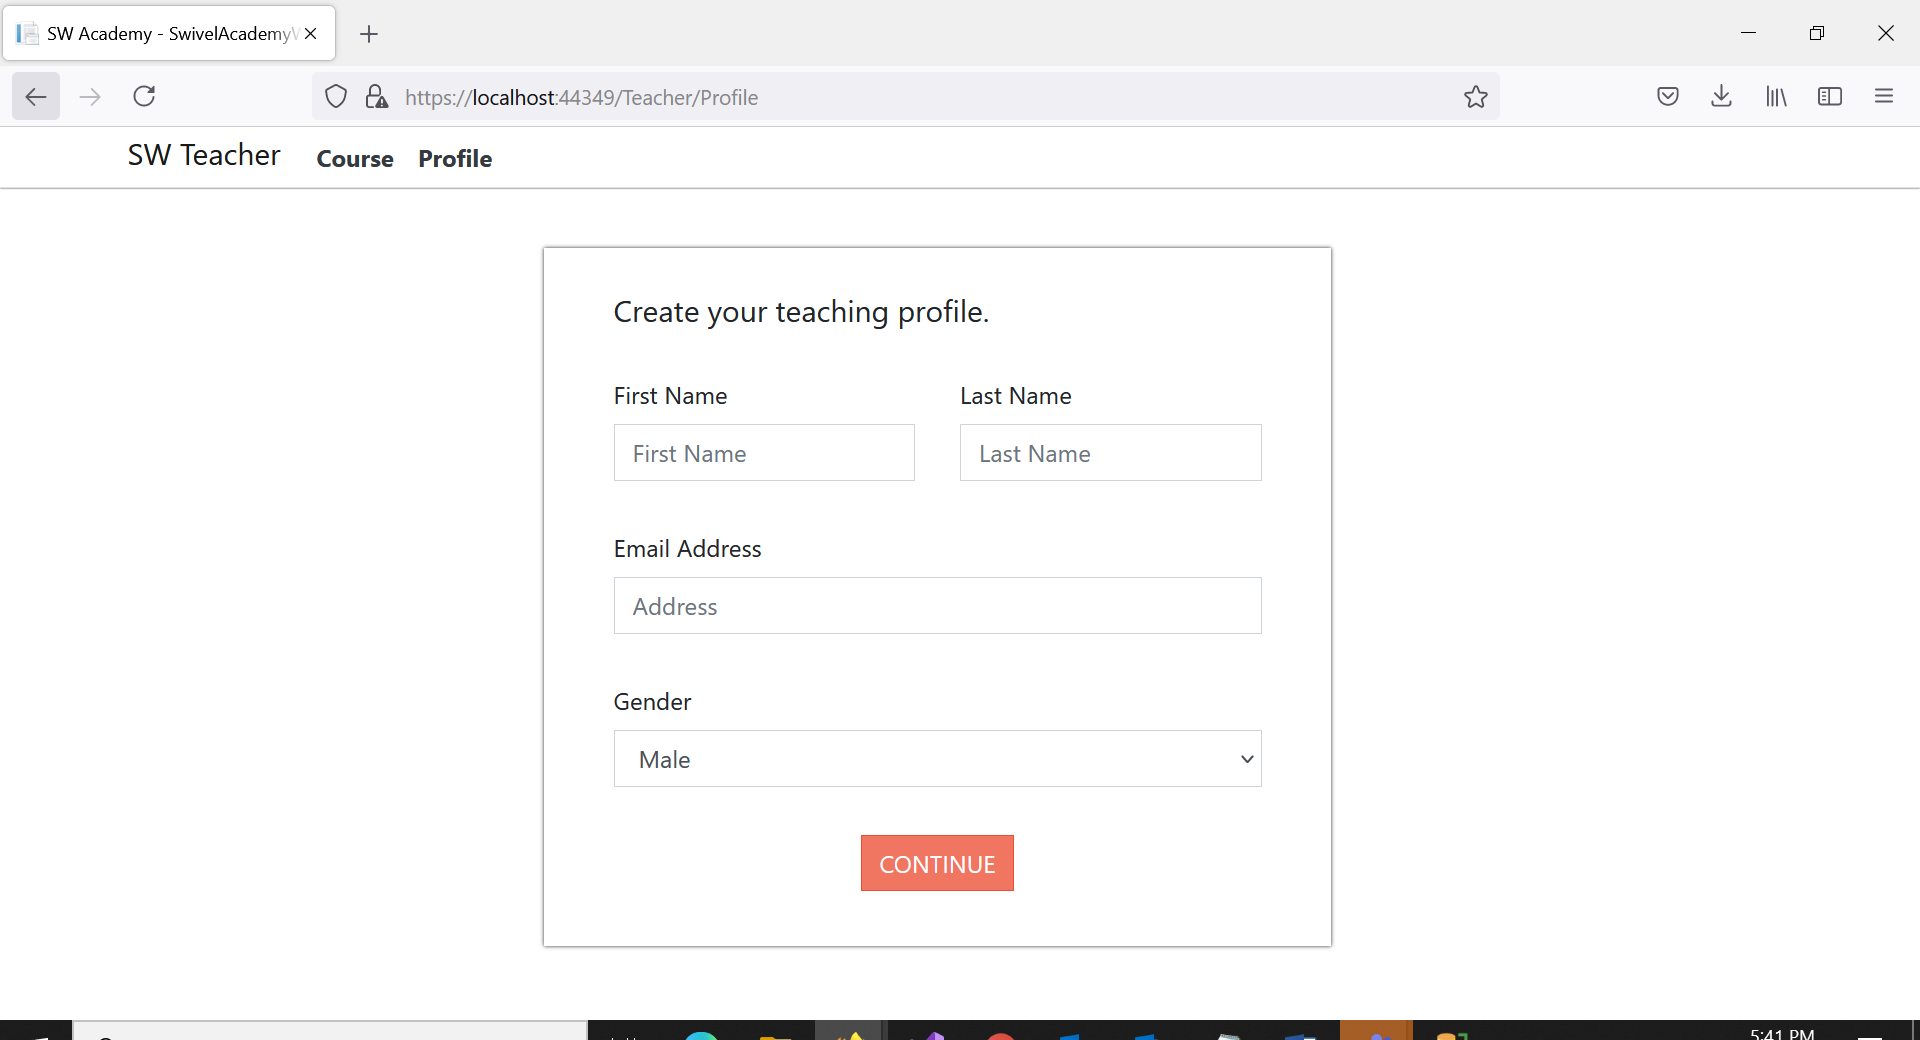 SW Academy - SwivelAcademyW
https://localhost:44349/Teacher/Profile
SW Teacher Course Profile
Create your teaching profile.
First Name Last Name
First Name Last Name
Email Address
Address
Gender
Male
CONTINUE
5:41 PM